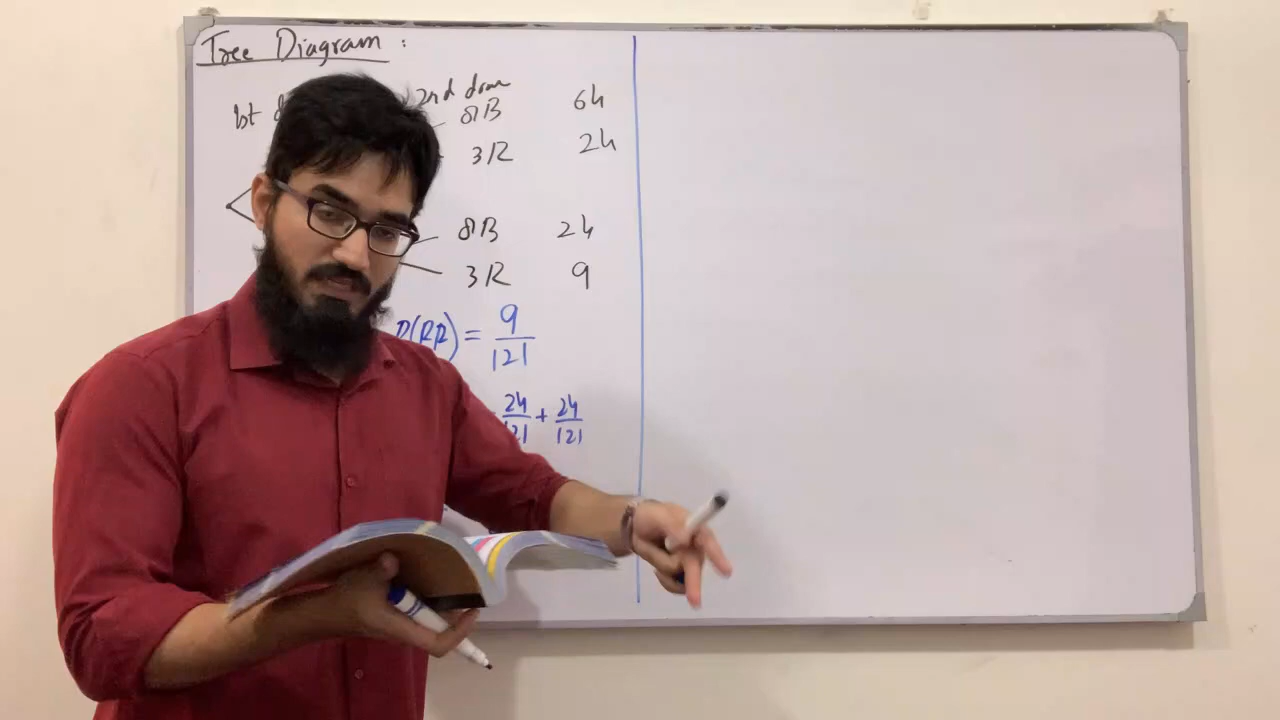 Tree Diagram :
1st 2nd draw
8B 64
3R 24
8B 24
3R 9
P(RR) = 9/121
24/121 + 24/121